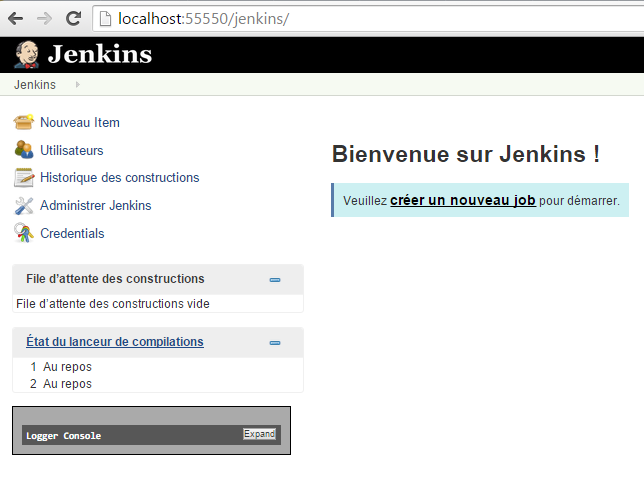 localhost:55550/jenkins/
Jenkins
Jenkins
Nouveau Item
Utilisateurs
Historique des constructions
Administrer Jenkins
Credentials
File d'attente des constructions
File d'attente des constructions vide
État du lanceur de compilations
1 Au repos
2 Au repos
Logger Console Expand
Bienvenue sur Jenkins !
Veuillez créer un nouveau job pour démarrer.